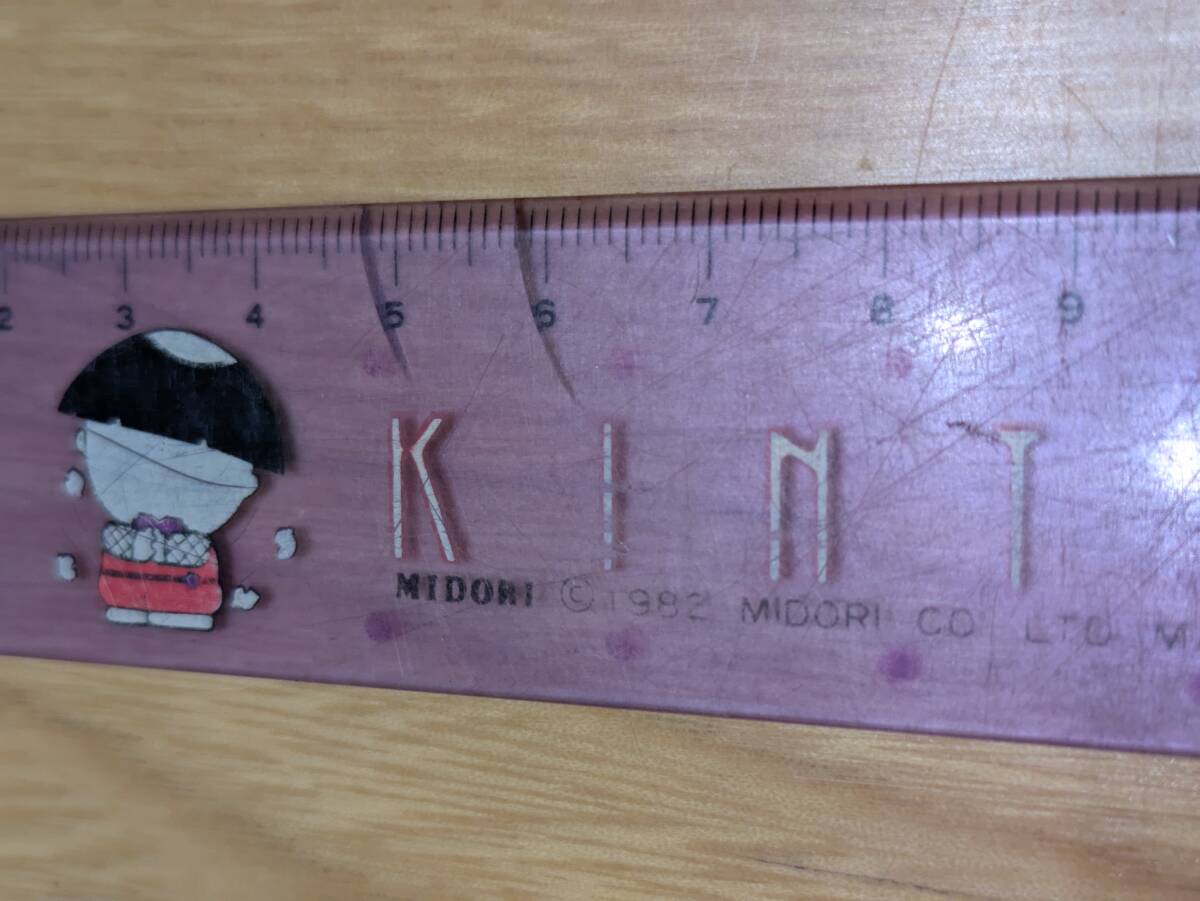 2 3 4 5 6 7 8 9
KINT
MIDORI © 1982 MIDORI CO LTD M